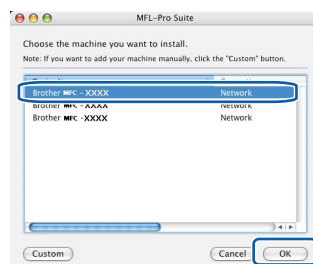 MFL-Pro Suite
Choose the machine you want to install.
Note: If you want to add your machine manually, click the "Custom" button.
Brother MFC - XXXX Network
Brother MFC - XXXX Network
Brother MFC - XXXX Network
Custom Cancel OK